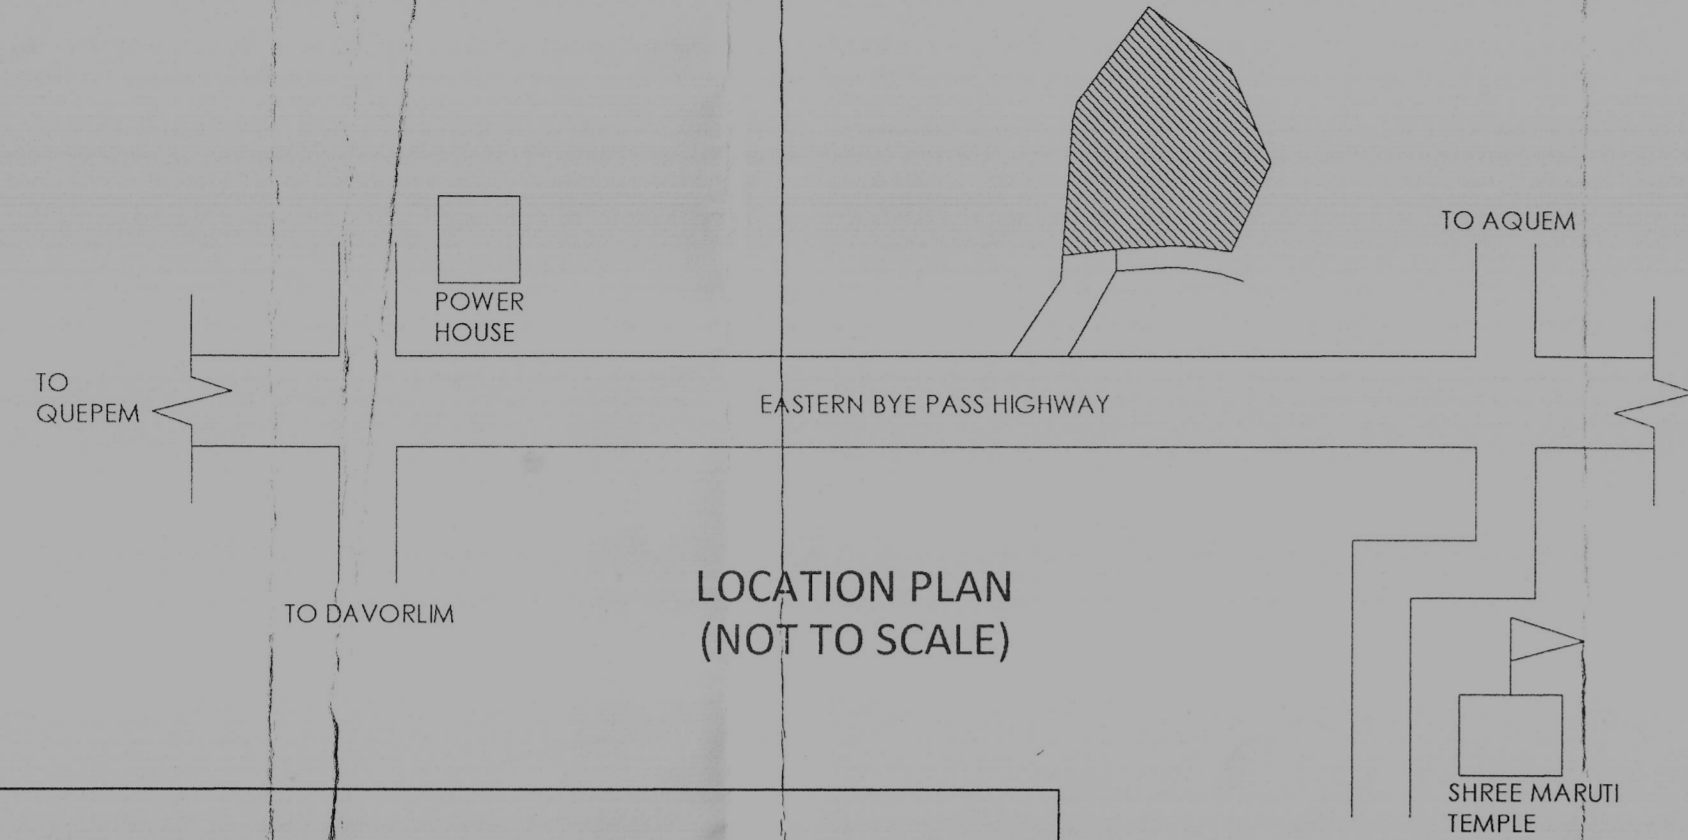 TO AQUEM
POWER
HOUSE
TO
QUEPEM
EASTERN BYE PASS HIGHWAY
TO DAVORLIM
LOCATION PLAN
(NOT TO SCALE)
SHREE MARUTI
TEMPLE